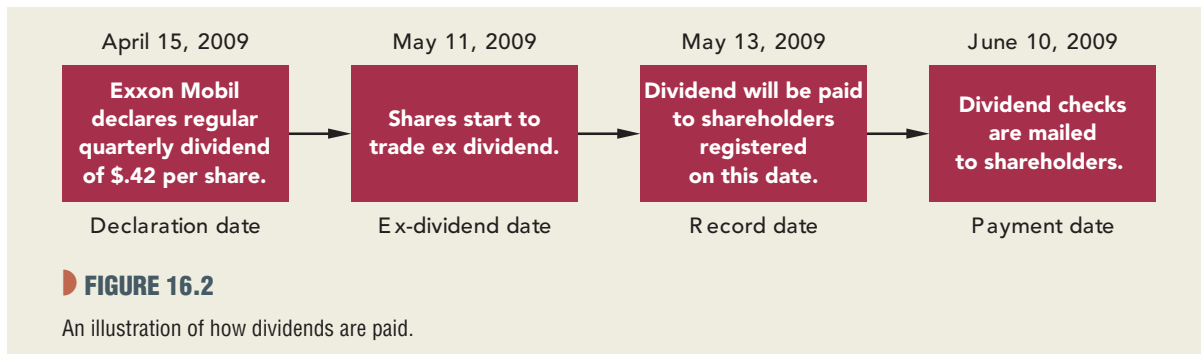 April 15, 2009
May 11, 2009
May 13, 2009
June 10, 2009
Exxon Mobil
declares regular
quarterly dividend
of $.42 per share.
Shares start to
trade ex dividend.
Dividend will be paid
to shareholders
registered
on this date.
Dividend checks
are mailed
to shareholders.
Declaration date
Ex-dividend date
Record date
Payment date
FIGURE 16.2
An illustration of how dividends are paid.